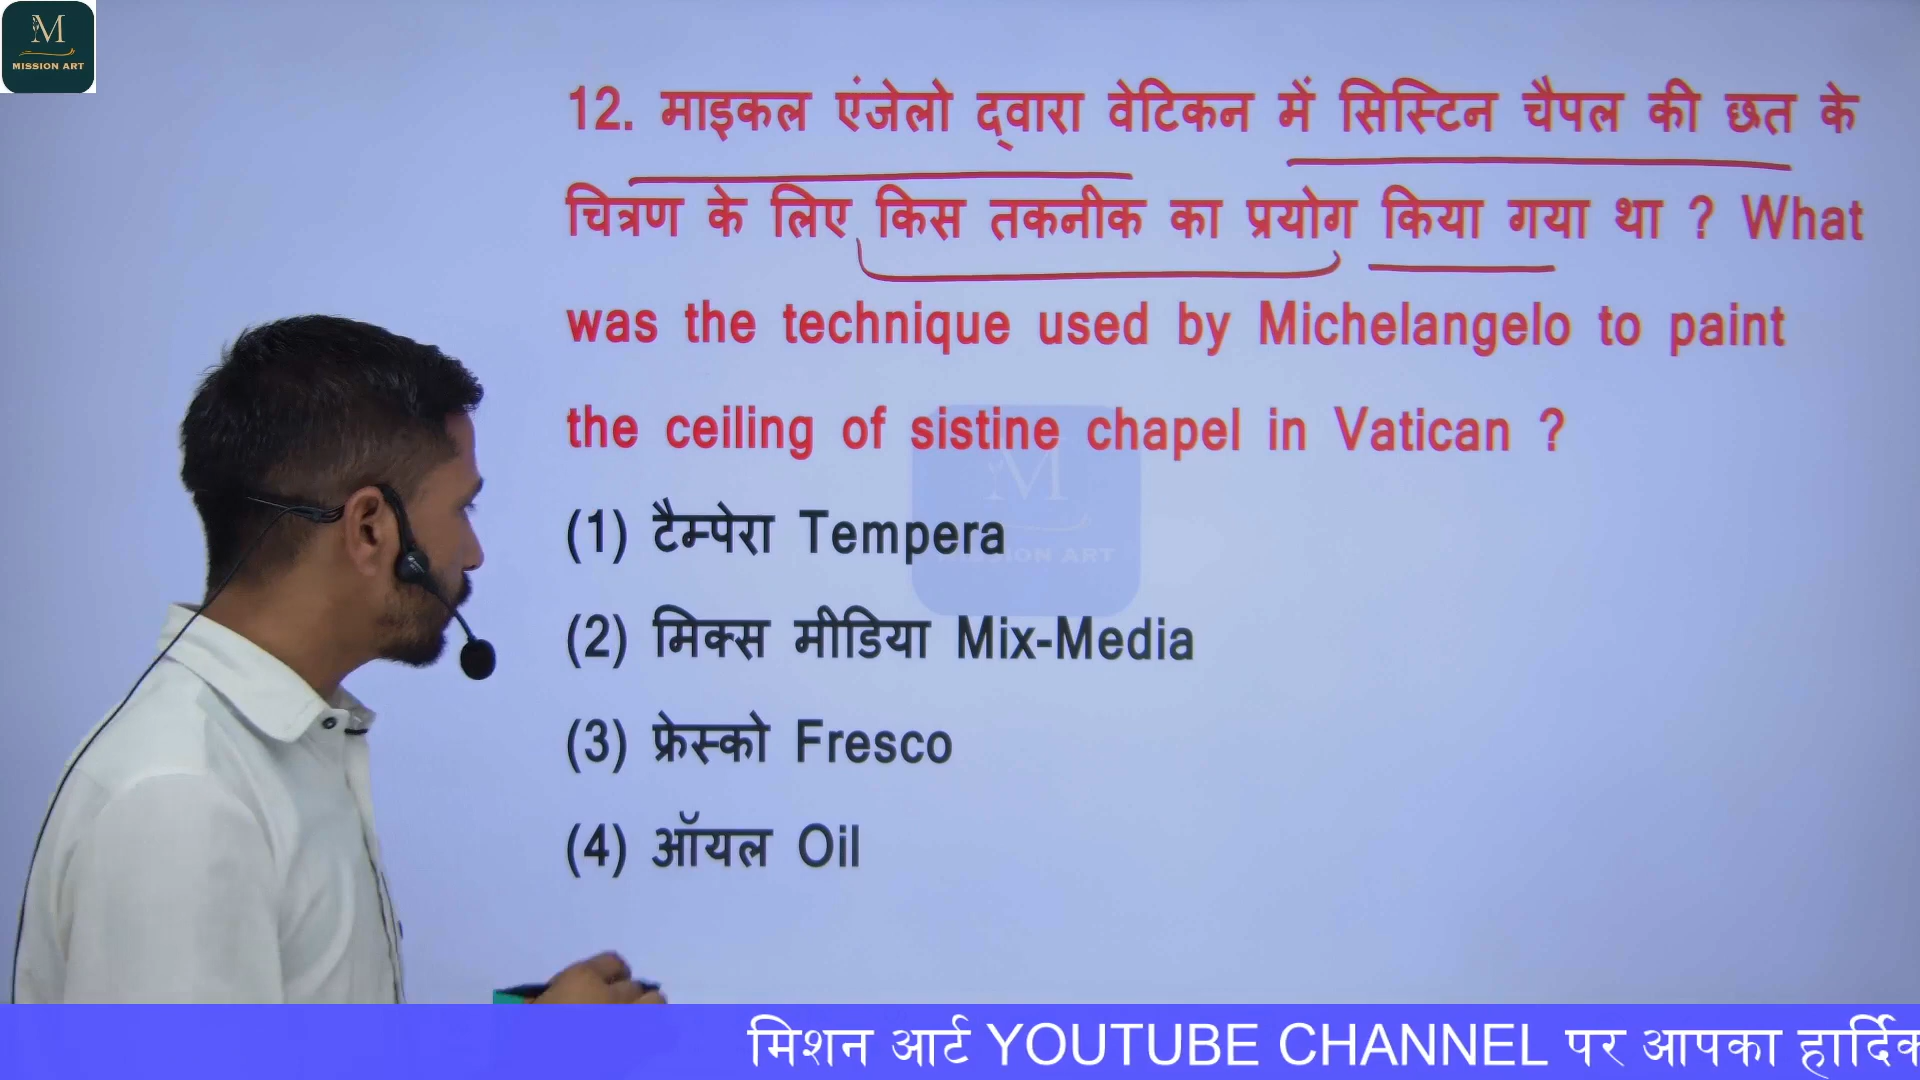 M
MISSION ART
12. माइकल एंजेलो द्वारा वेटिकन में सिस्टिन चैपल की छत के
चित्रण के लिए किस तकनीक का प्रयोग किया गया था ? What
was the technique used by Michelangelo to paint
the ceiling of sistine chapel in Vatican ?
M
(1) टैम्पेरा Tempera
MISSION ART
(2) मिक्स मीडिया Mix-Media
(3) फ्रेस्को Fresco
(4) ऑयल Oil
मिशन आर्ट YOUTUBE CHANNEL पर आपका हार्दिक